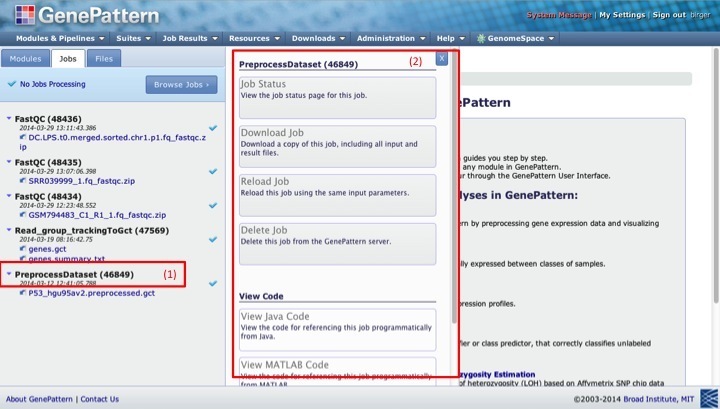 GenePattern
System Message | My Settings | Sign out birger
Modules & Pipelines Suites Job Results Resources Downloads Administration Help GenomeSpace
Modules Jobs Files
No Jobs Processing
Browse Jobs ›
FastQC (48436)
2014-03-29 13:11:43.386
DC.LPS.t0.merged.sorted.chr1.p1.fq_fastqc.z
ip
FastQC (48435)
2014-03-29 13:07:06.398
SRR039999_1.fq_fastqc.zip
FastQC (48434)
2014-03-29 12:23:48.552
GSM794483_C1_R1_1.fq_fastqc.zip
Read_group_trackingToGct (47569)
2014-03-19 08:16:42.75
genes.gct
genes.summary.txt
PreprocessDataset (46849) (1)
2014-03-12 12:41:05.788
PS3_hgu95av2.preprocessed.gct
PreprocessDataset (46849) (2) X
Job Status
View the job status page for this job.
Download Job
Download a copy of this job, including all input and
result files.
Reload Job
Reload this job using the same input parameters.
Delete Job
Delete this job from the GenePattern server.
View Code
View Java Code
View the code for referencing this job programmatically
from Java.
View MATLAB Code
View the code for referencing this job programmatically
from MATLAB.
ePattern
guides you step by step.
any module in GenePattern.
ur through the GenePattern User Interface.
lyses in GenePattern:
ern by preprocessing gene expression data and visualizing
ally expressed between classes of samples.
pression profiles.
ifier or class predictor, that correctly classifies unlabeled
zygosity Estimation
of heterozygosity (LOH) based on Affymetrix SNP chip data
About GenePattern | Contact Us
©2003-2014 Broad Institute, MIT